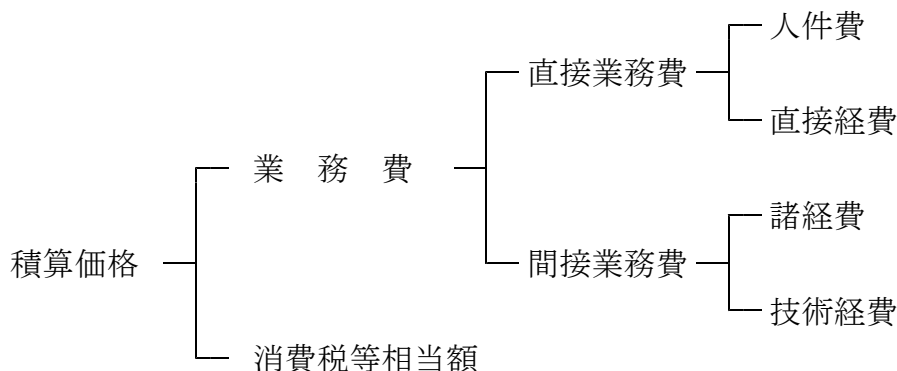 人件費
直接業務費
直接経費
業 務 費
諸経費
積算価格
間接業務費
技術経費
消費税等相当額